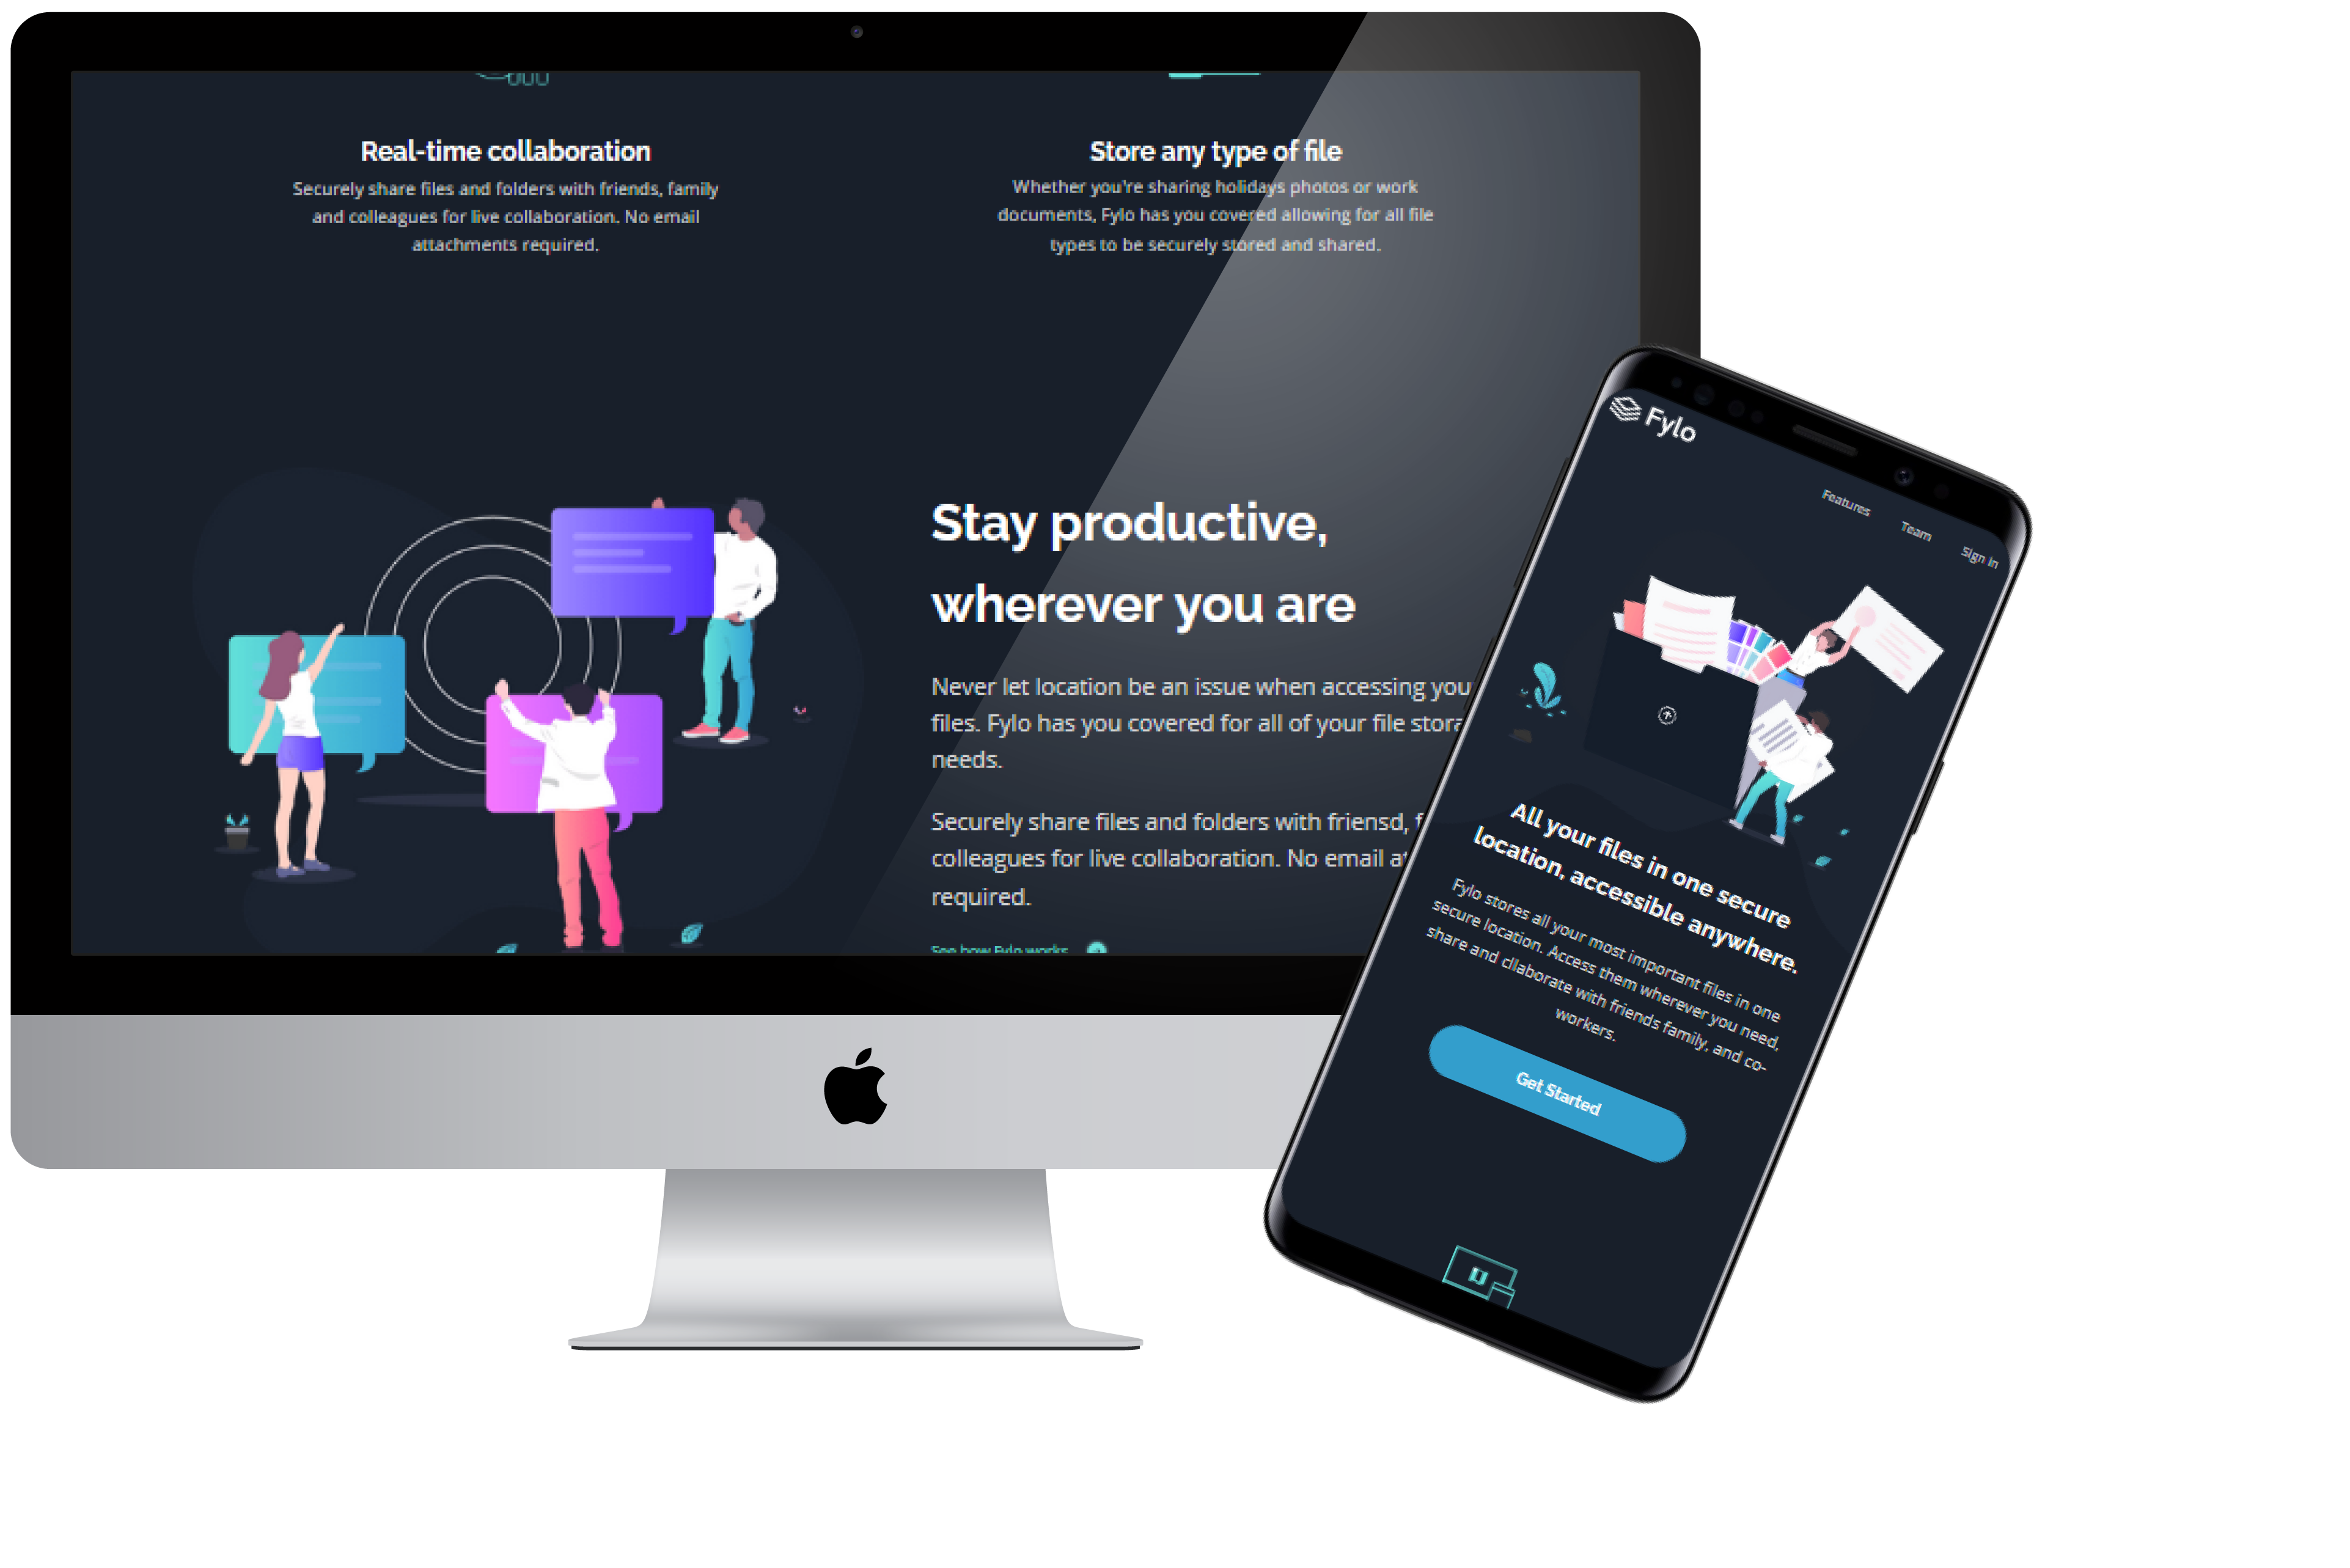 Real-time collaboration
Securely share files and folders with friends, family
and colleagues for live collaboration. No email
attachments required.
Store any type of file
Whether you're sharing holidays photos or work
documents, Fylo has you covered allowing for all file
types to be securely stored and shared.
Stay productive,
wherever you are
Never let location be an issue when accessing you
files. Fylo has you covered for all of your file stora
needs.
Securely share files and folders with friensd, f
colleagues for live collaboration. No email at
required.
See how Fylo works
Fylo
Features Team Sign In
All your files in one secure
location, accessible anywhere.
Fylo stores all your most important files in one
secure location. Access them wherever you need,
share and cllaborate with friends family, and co-
workers.
Get Started